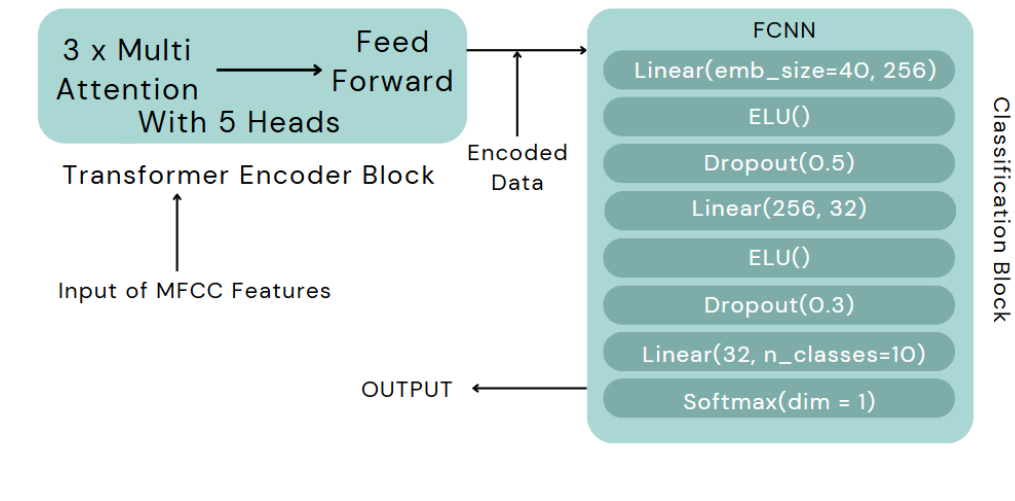 3 x Multi
Attention
Feed
Forward
With 5 Heads
Transformer Encoder Block
Input of MFCC Features
Encoded
Data
FCNN
Linear(emb_size=40, 256)
ELU()
Dropout(0.5)
Linear(256, 32)
ELU()
Dropout(0.3)
Linear(32, n_classes=10)
Softmax(dim = 1)
Classification Block
OUTPUT